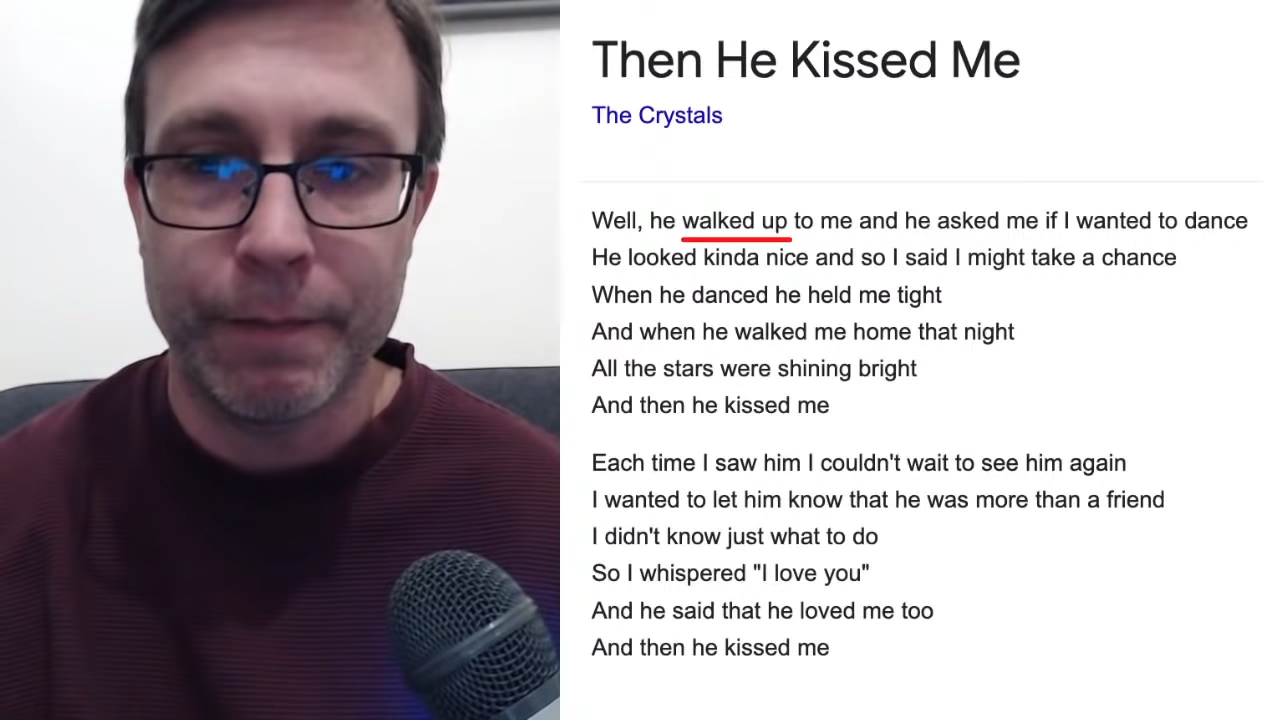 Then He Kissed Me
The Crystals
Well, he walked up to me and he asked me if I wanted to dance
He looked kinda nice and so I said I might take a chance
When he danced he held me tight
And when he walked me home that night
All the stars were shining bright
And then he kissed me
Each time I saw him I couldn't wait to see him again
I wanted to let him know that he was more than a friend
I didn't know just what to do
So I whispered "I love you"
And he said that he loved me too
And then he kissed me